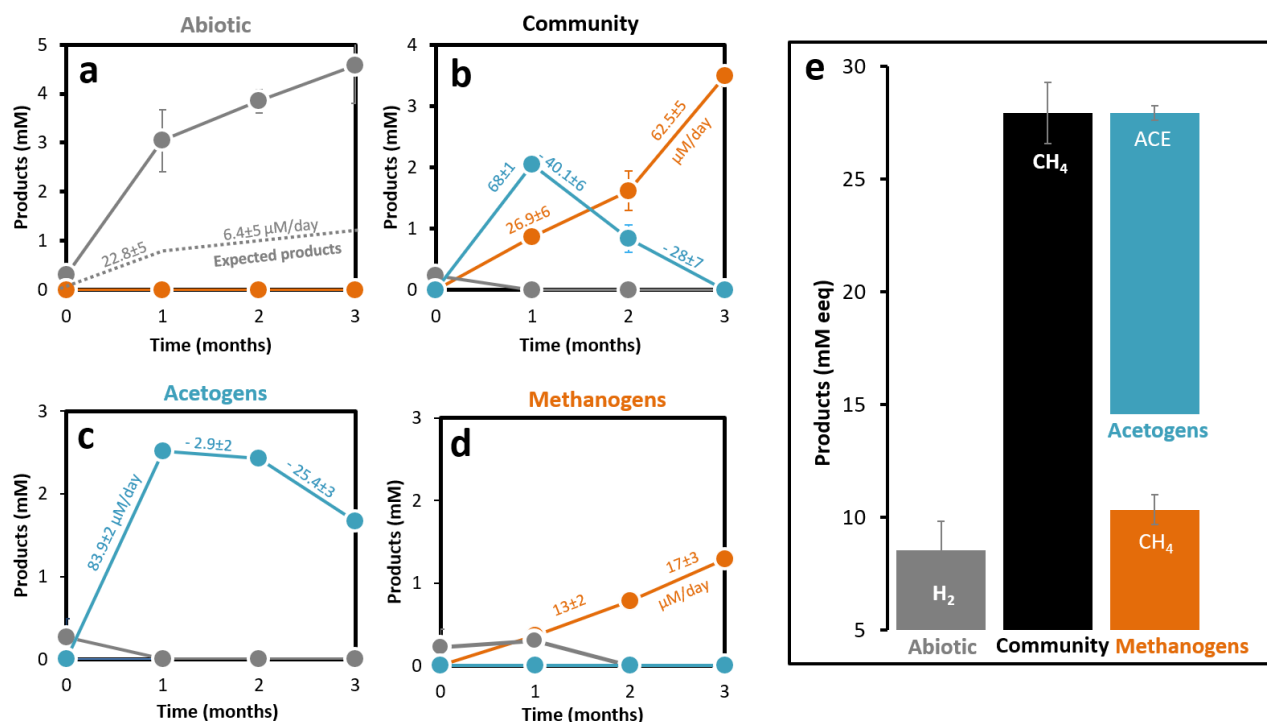 Abiotic
a
Products (mM)
5
4
3
2
1
0
22.8±5
6.4±5 µM/day
Expected products
0 1 2 3
Time (months)
Community
b
Products (mM)
4
3
2
1
0
68±1
- 40.1±6
26.9±6
62.5±5
µM/day
- 28±7
0 1 2 3
Time (months)
Acetogens
c
Products (mM)
3
2
1
0
83.9±2 µM/day
- 2.9±2
- 25.4±3
0 1 2 3
Time (months)
Methanogens
d
Products (mM)
3
2
1
0
13±2
17±3
µM/day
0 1 2 3
Time (months)
e
Products (mM eeq)
30
25
20
15
10
5
H₂
CH₄
ACE
Acetogens
CH₄
Abiotic Community Methanogens